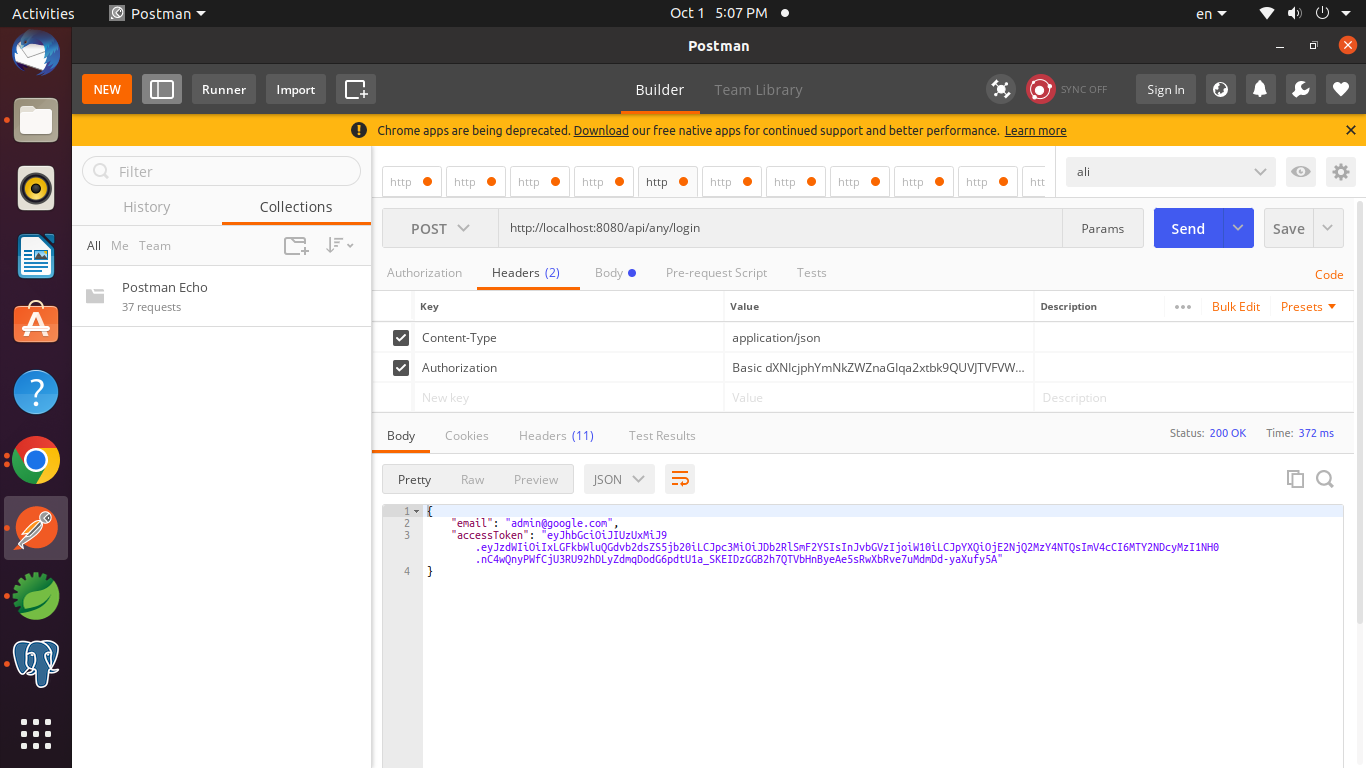 Activities
Postman
Oct 1 5:07 PM
en
Postman
NEW
Runner
Import
Builder
Team Library
SYNC OFF
Sign In
Chrome apps are being deprecated. Download our free native apps for continued support and better performance. Learn more
Filter
History
Collections
All Me Team
Postman Echo
37 requests
http http http http http http http http http http htt
ali
POST
http://localhost:8080/api/any/login
Params
Send
Save
Authorization
Headers (2)
Body
Pre-request Script
Tests
Code
Key Value Description ••• Bulk Edit Presets
Content-Type application/json
Authorization
New key Value Description
Body Cookies Headers (11) Test Results
Status: 200 OK Time: 372 ms
Pretty Raw Preview
JSON
1 {
2 "email": "admin@google.com",
3 "accessToken":
4 }